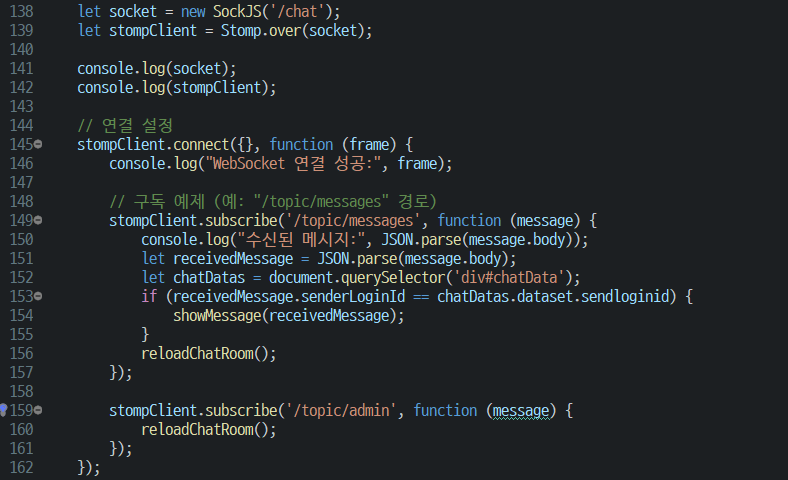 138 let socket = new SockJS('/chat');
139 let stompClient = Stomp.over(socket);
140
141 console.log(socket);
142 console.log(stompClient);
143
144 // 연결 설정
145 stompClient.connect({}, function (frame) {
146 console.log("WebSocket 연결 성공:", frame);
147
148 // 구독 예제 (예: "/topic/messages" 경로)
149 stompClient.subscribe('/topic/messages', function (message) {
150 console.log("수신된 메시지:", JSON.parse(message.body));
151 let receivedMessage = JSON.parse(message.body);
152 let chatDatas = document.querySelector('div#chatData');
153 if (receivedMessage.senderLoginId == chatDatas.dataset.sendloginid) {
154 showMessage(receivedMessage);
155 }
156 reloadChatRoom();
157 });
158
159 stompClient.subscribe('/topic/admin', function (message) {
160 reloadChatRoom();
161 });
162 });